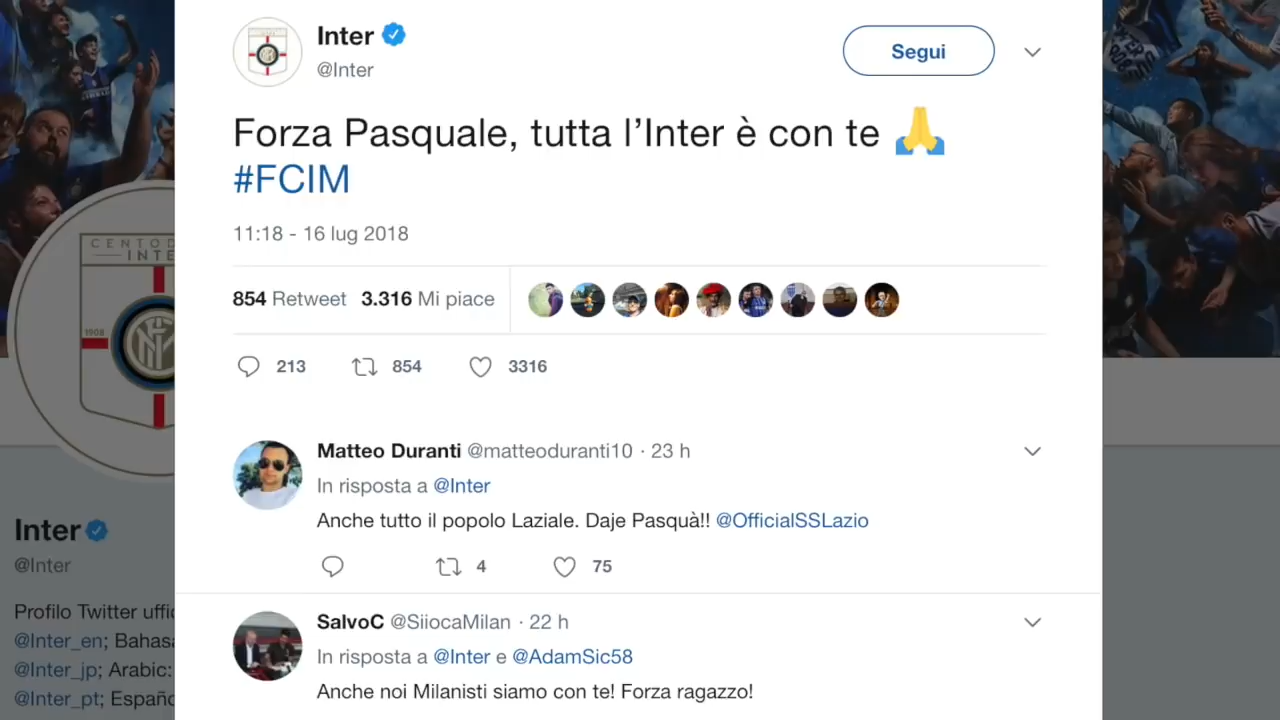 Inter
@Inter
Segui
Forza Pasquale, tutta l’Inter è con te 🙏
#FCIM
11:18 - 16 lug 2018
854 Retweet 3.316 Mi piace
213 854 3316
Matteo Duranti @matteoduranti10 · 23 h
In risposta a @Inter
Anche tutto il popolo Laziale. Daje Pasquà!! @OfficialSSLazio
4 75
SalvoC @SiiocaMilan · 22 h
In risposta a @Inter e @AdamSic58
Anche noi Milanisti siamo con te! Forza ragazzo!
1908
Inter
@Inter
Profilo Twitter
@Inter_en;
@Inter_jp; Arabic:
@Inter_pt;